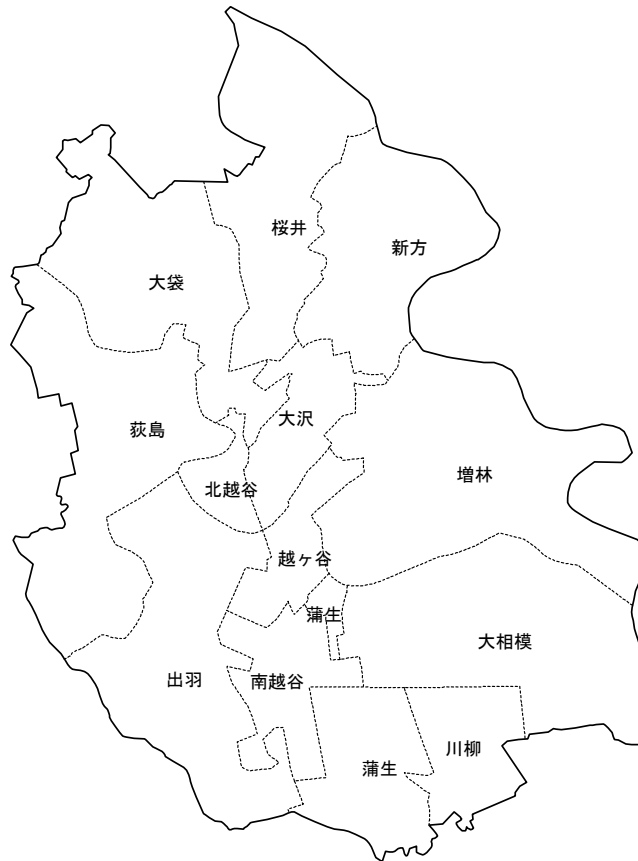 桜井
新方
大袋
大沢
荻島
増林
北越谷
越ヶ谷
蒲生
大相模
出羽
南越谷
川柳
蒲生